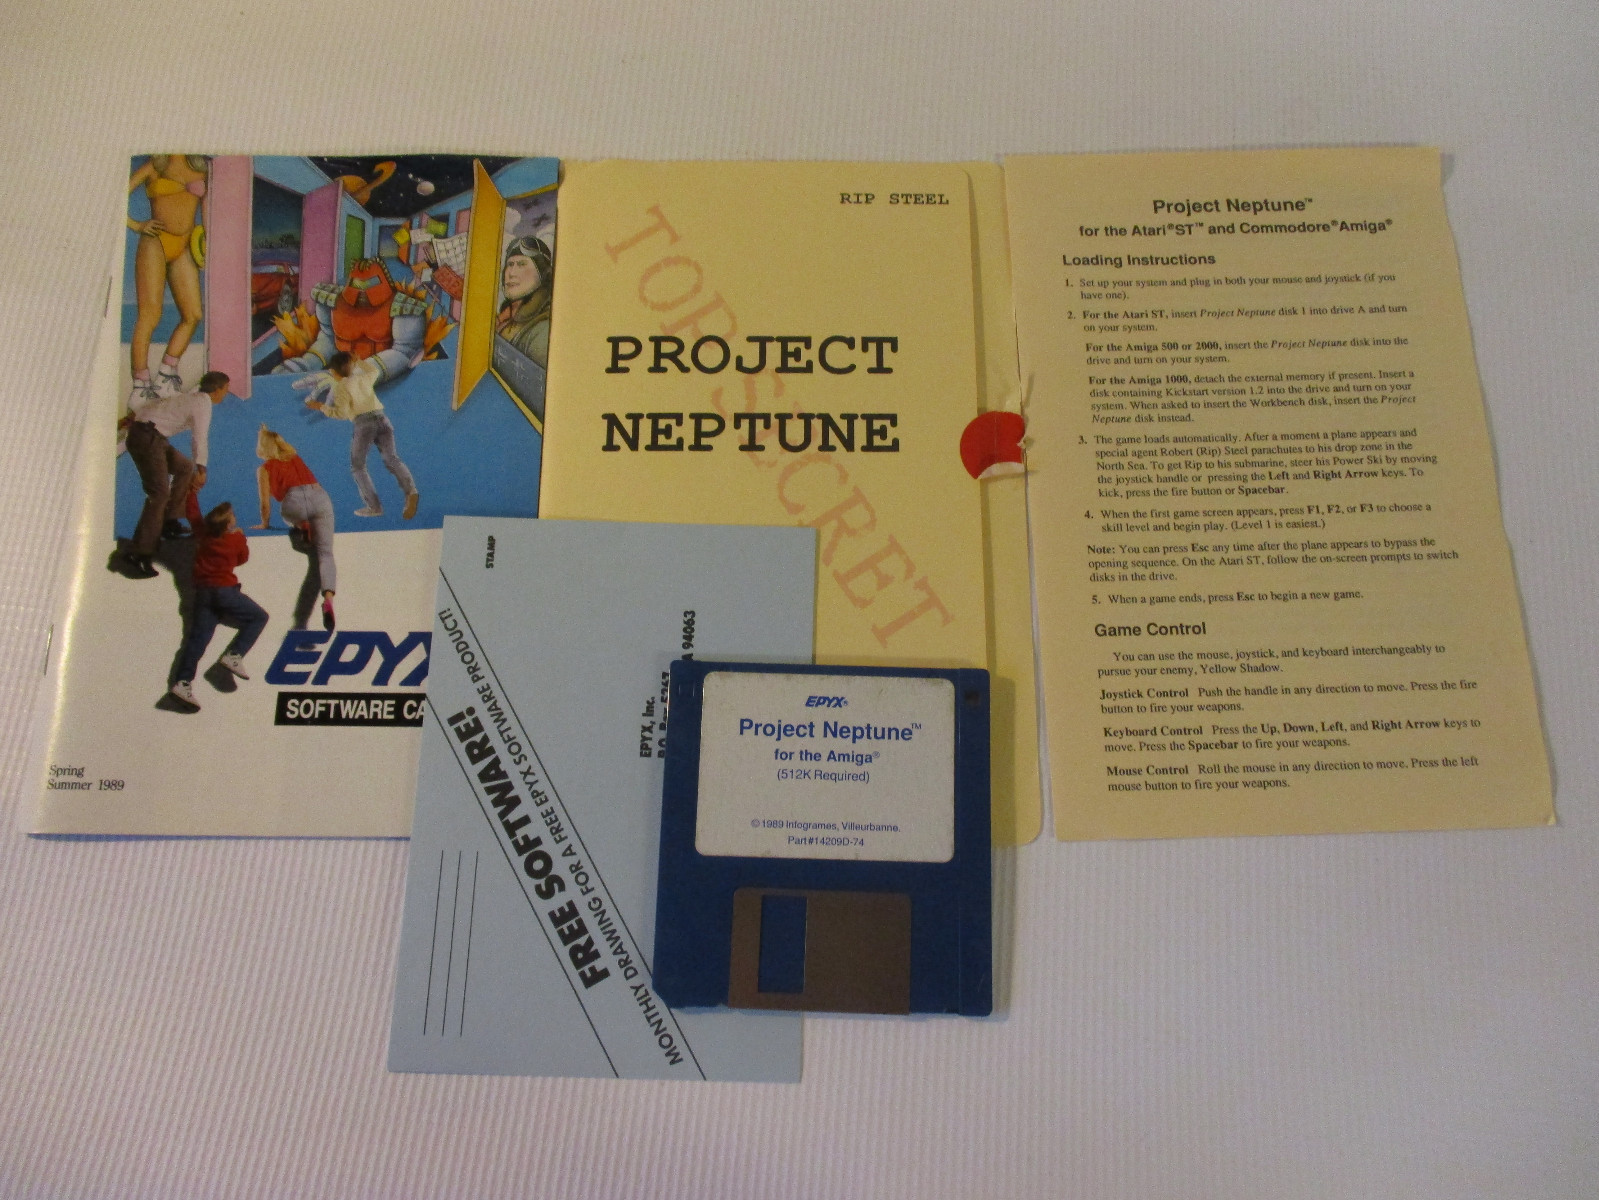 EPYX
SOFTWARE CA
Spring
Summer 1989
RIP STEEL
TOP SECRET
PROJECT
NEPTUNE
STAMP
MONTHLY DRAWING FOR A FREE EPYX SOFTWARE PRODUCT!
FREE SOFTWARE!
EPYX, Inc.
P.O. Box
A 94063
EPYX®
Project Neptune™
for the Amiga®
(512K Required)
© 1989 Infogrames, Villeurbanne.
Part #14209D-74
Project Neptune™
for the Atari®ST™ and Commodore®Amiga®
Loading Instructions
1. Set up your system and plug in both your mouse and joystick (if you
have one).
2. For the Atari ST, insert Project Neptune disk 1 into drive A and turn
on your system.
For the Amiga 500 or 2000, insert the Project Neptune disk into the
drive and turn on your system.
For the Amiga 1000, detach the external memory if present. Insert a
disk containing Kickstart version 1.2 into the drive and turn on your
system. When asked to insert the Workbench disk, insert the Project
Neptune disk instead.
3. The game loads automatically. After a moment a plane appears and
special agent Robert (Rip) Steel parachutes to his drop zone in the
North Sea. To get Rip to his submarine, steer his Power Ski by moving
the joystick handle or pressing the Left and Right Arrow keys. To
kick, press the fire button or Spacebar.
4. When the first game screen appears, press F1, F2, or F3 to choose a
skill level and begin play. (Level 1 is easiest.)
Note: You can press Esc any time after the plane appears to bypass the
opening sequence. On the Atari ST, follow the on-screen prompts to switch
disks in the drive.
5. When a game ends, press Esc to begin a new game.
Game Control
You can use the mouse, joystick, and keyboard interchangeably to
pursue your enemy, Yellow Shadow.
Joystick Control Push the handle in any direction to move. Press the fire
button to fire your weapons.
Keyboard Control Press the Up, Down, Left, and Right Arrow keys to
move. Press the Spacebar to fire your weapons.
Mouse Control Roll the mouse in any direction to move. Press the left
mouse button to fire your weapons.